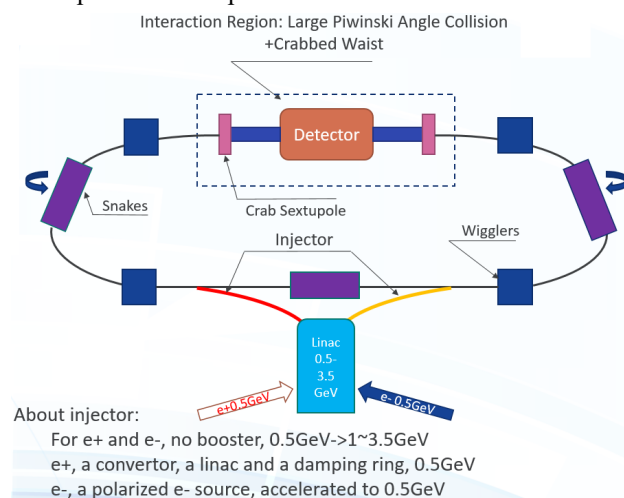 Interaction Region: Large Piwinski Angle Collision
+Crabbed Waist
Detector
Snakes
Crab Sextupole
Injector
Wigglers
Linac
0.5-
3.5
GeV
e+0.5GeV
e- 0.5GeV
About injector:
For e+ and e-, no booster, 0.5GeV->1~3.5GeV
e+, a convertor, a linac and a damping ring, 0.5GeV
e-, a polarized e- source, accelerated to 0.5GeV